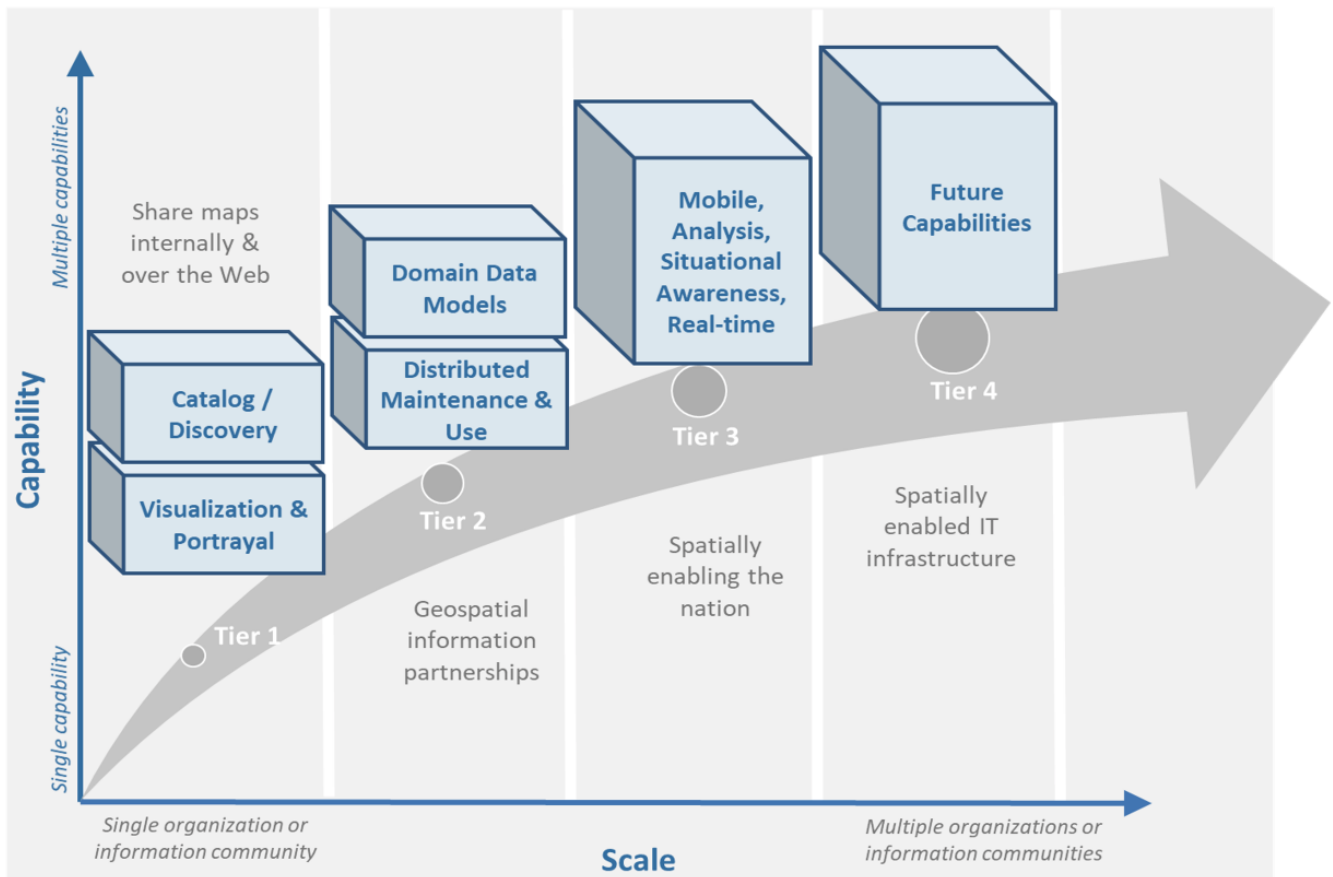 Multiple capabilities
Capability
Single capability
Share maps
internally &
over the Web
Catalog /
Discovery
Visualization &
Portrayal
Tier 1
Domain Data
Models
Distributed
Maintenance &
Use
Tier 2
Geospatial
information
partnerships
Mobile,
Analysis,
Situational
Awareness,
Real-time
Tier 3
Spatially
enabling the
nation
Future
Capabilities
Tier 4
Spatially
enabled IT
infrastructure
Single organization or
information community
Scale
Multiple organizations or
information communities